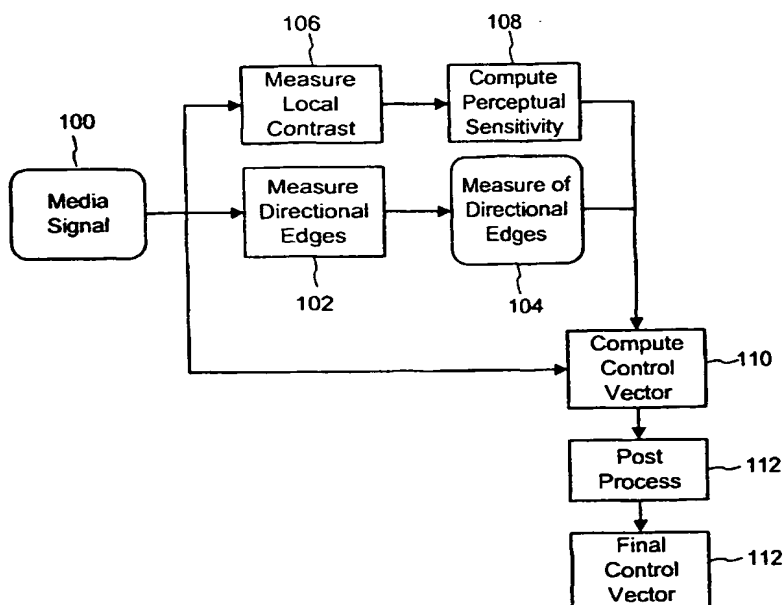 106
108
Measure
Local
Contrast
Compute
Perceptual
Sensitivity
100
Media
Signal
Measure
Directional
Edges
Measure of
Directional
Edges
102
104
Compute
Control
Vector
110
Post
Process
112
Final
Control
Vector
112